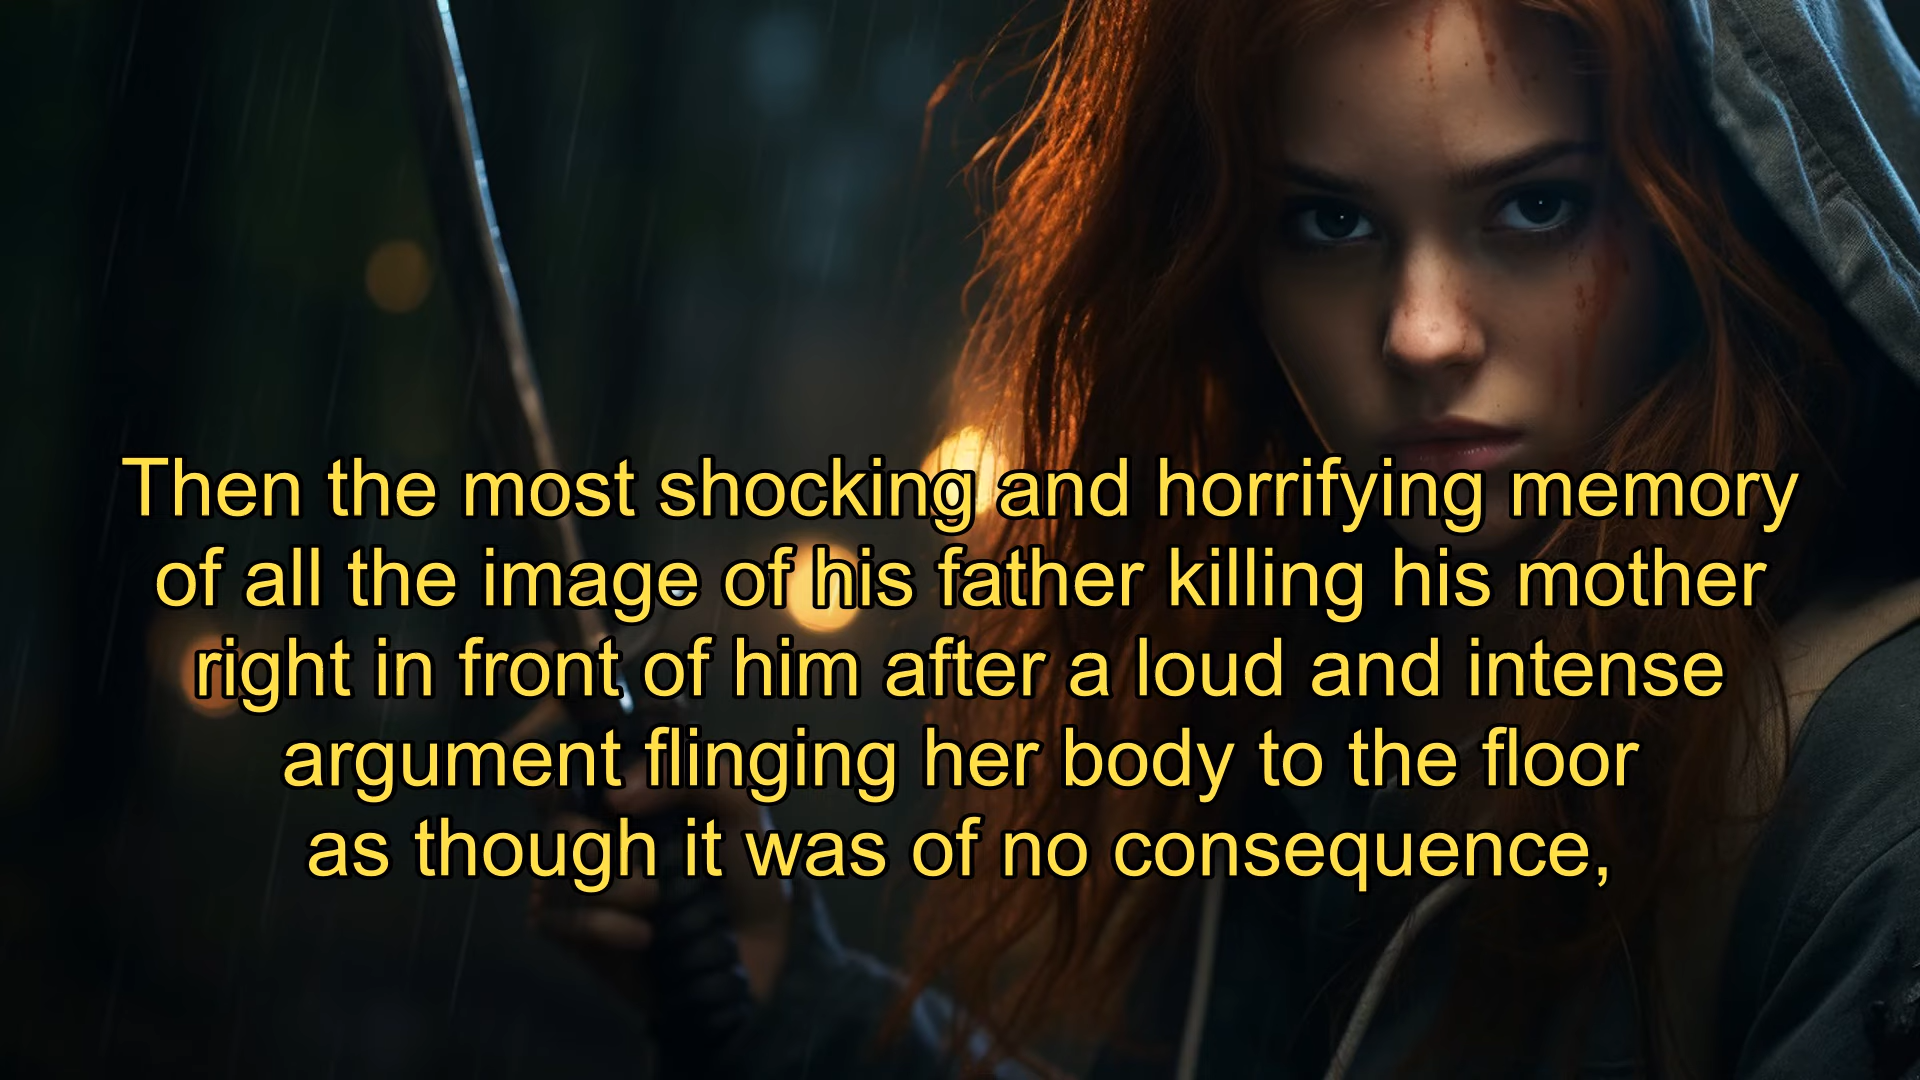 Then the most shocking and horrifying memory
of all the image of his father killing his mother
right in front of him after a loud and intense
argument flinging her body to the floor
as though it was of no consequence,